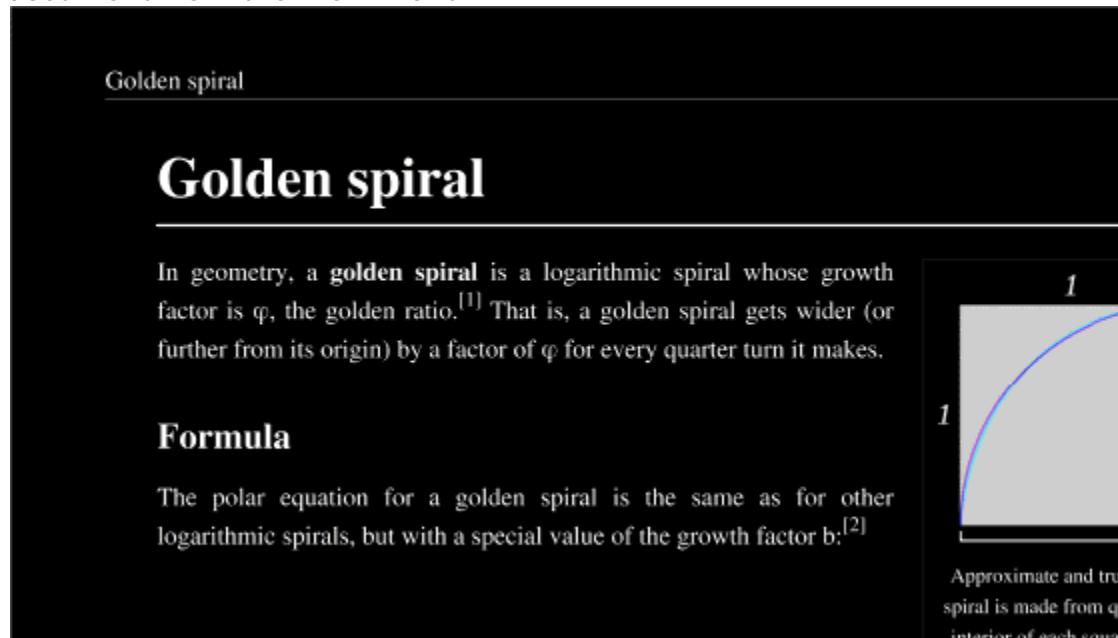 Golden spiral
Golden spiral
In geometry, a golden spiral is a logarithmic spiral whose growth
factor is φ, the golden ratio.[1] That is, a golden spiral gets wider (or
further from its origin) by a factor of φ for every quarter turn it makes.
Formula
The polar equation for a golden spiral is the same as for other
logarithmic spirals, but with a special value of the growth factor b:[2]
1
1
Approximate and
spiral is made from